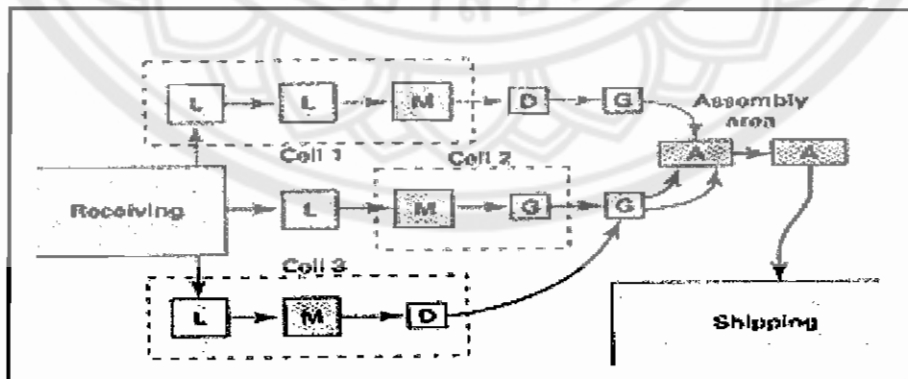 L L M D G
Assembly
area
Cell 1
Cell 2
A A
Receiving
L M G G
Cell 3
L M D
Shipping